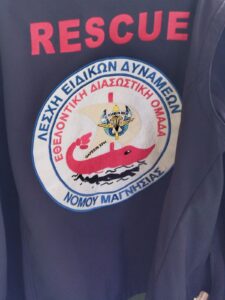 RESCUE
ΛΕΣΧΗ ΕΙΔΙΚΩΝ ΔΥΝΑΜΕΩΝ
ΕΘΕΛΟΝΤΙΚΗ ΔΙΑΣΩΣΤΙΚΗ ΟΜΑΔΑ
ΝΟΜΟΥ ΜΑΓΝΗΣΙΑΣ